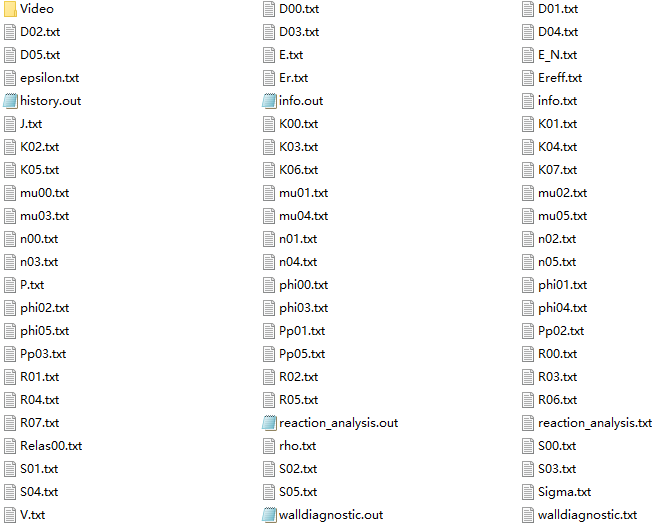 Video D00.txt D01.txt
D02.txt D03.txt D04.txt
D05.txt E.txt E_N.txt
epsilon.txt Er.txt Ereff.txt
history.out info.out info.txt
J.txt K00.txt K01.txt
K02.txt K03.txt K04.txt
K05.txt K06.txt K07.txt
mu00.txt mu01.txt mu02.txt
mu03.txt mu04.txt mu05.txt
n00.txt n01.txt n02.txt
n03.txt n04.txt n05.txt
P.txt phi00.txt phi01.txt
phi02.txt phi03.txt phi04.txt
phi05.txt Pp01.txt Pp02.txt
Pp03.txt Pp05.txt R00.txt
R01.txt R02.txt R03.txt
R04.txt R05.txt R06.txt
R07.txt reaction_analysis.out reaction_analysis.txt
Relas00.txt rho.txt S00.txt
S01.txt S02.txt S03.txt
S04.txt S05.txt Sigma.txt
V.txt walldiagnostic.out walldiagnostic.txt